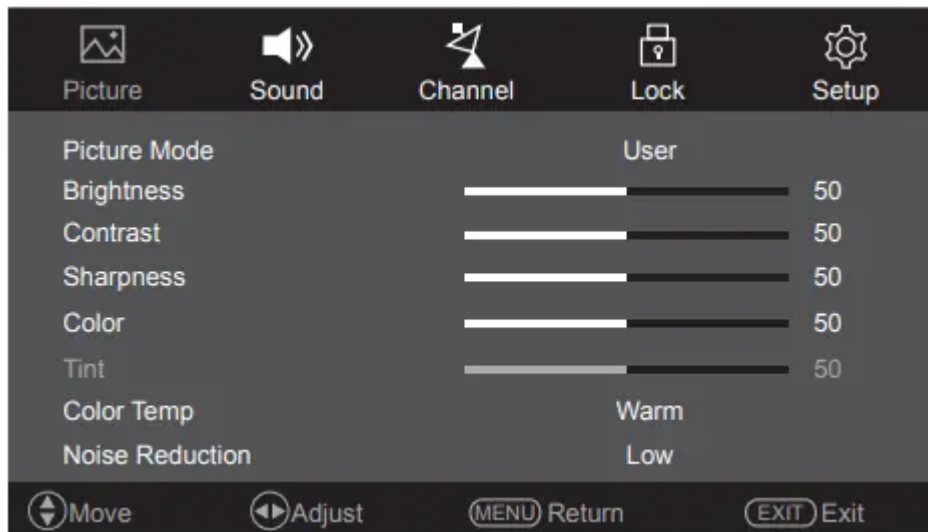 Picture Sound Channel Lock Setup
Picture Mode User
Brightness 50
Contrast 50
Sharpness 50
Color 50
Tint 50
Color Temp Warm
Noise Reduction Low
Move Adjust MENU Return EXIT Exit